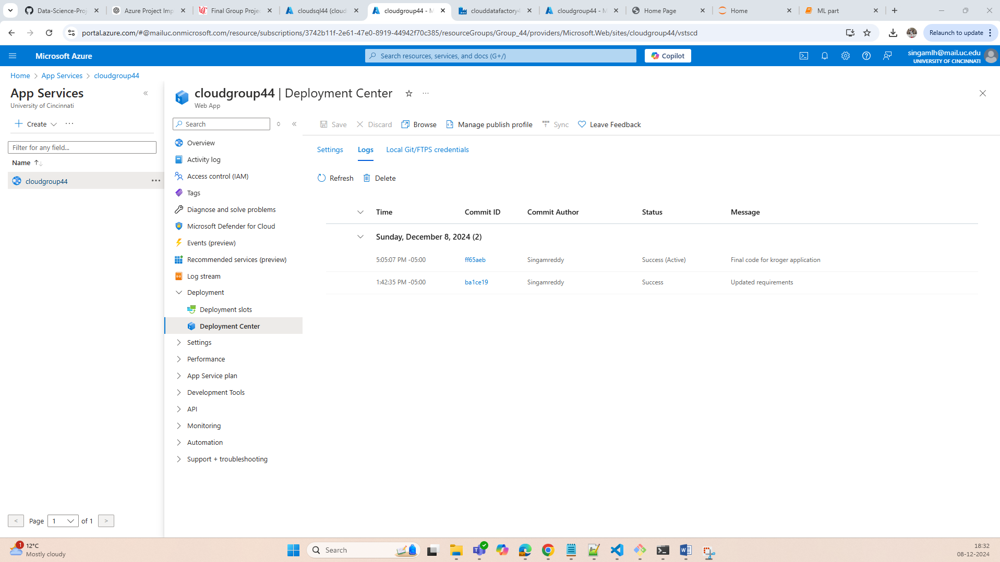 Data-Science-Proj
Azure Project Imp
Final Group Projec
cloudsql44 (cloud
cloudgroup44 - M
clouddatafactory4
cloudgroup44 - M
Home Page
Home
ML part
portal.azure.com/#@mailuc.onmicrosoft.com/resource/subscriptions/3742b11f-2e61-47e0-8919-44942f70c385/resourceGroups/Group_44/providers/Microsoft.Web/sites/cloudgroup44/vstscd
Relaunch to update
Microsoft Azure
Search resources, services, and docs (G+/)
Copilot
singamlh@mail.uc.edu
UNIVERSITY OF CINCINNATI
Home > App Services > cloudgroup44
App Services
University of Cincinnati
Create
Filter for any field...
Name
cloudgroup44
< Page 1 of 1 >
cloudgroup44 | Deployment Center
Web App
Search
Overview
Activity log
Access control (IAM)
Tags
Diagnose and solve problems
Microsoft Defender for Cloud
Events (preview)
Recommended services (preview)
Log stream
Deployment
Deployment slots
Deployment Center
Settings
Performance
App Service plan
Development Tools
API
Monitoring
Automation
Support + troubleshooting
Save Discard Browse Manage publish profile Sync Leave Feedback
Settings Logs Local Git/FTPS credentials
Refresh Delete
Time Commit ID Commit Author Status Message
Sunday, December 8, 2024 (2)
5:05:07 PM -05:00 ff65aeb Singamreddy Success (Active) Final code for kroger application
1:42:35 PM -05:00 ba1ce19 Singamreddy Success Updated requirements
1
12°C
Mostly cloudy
Search
18:32
08-12-2024